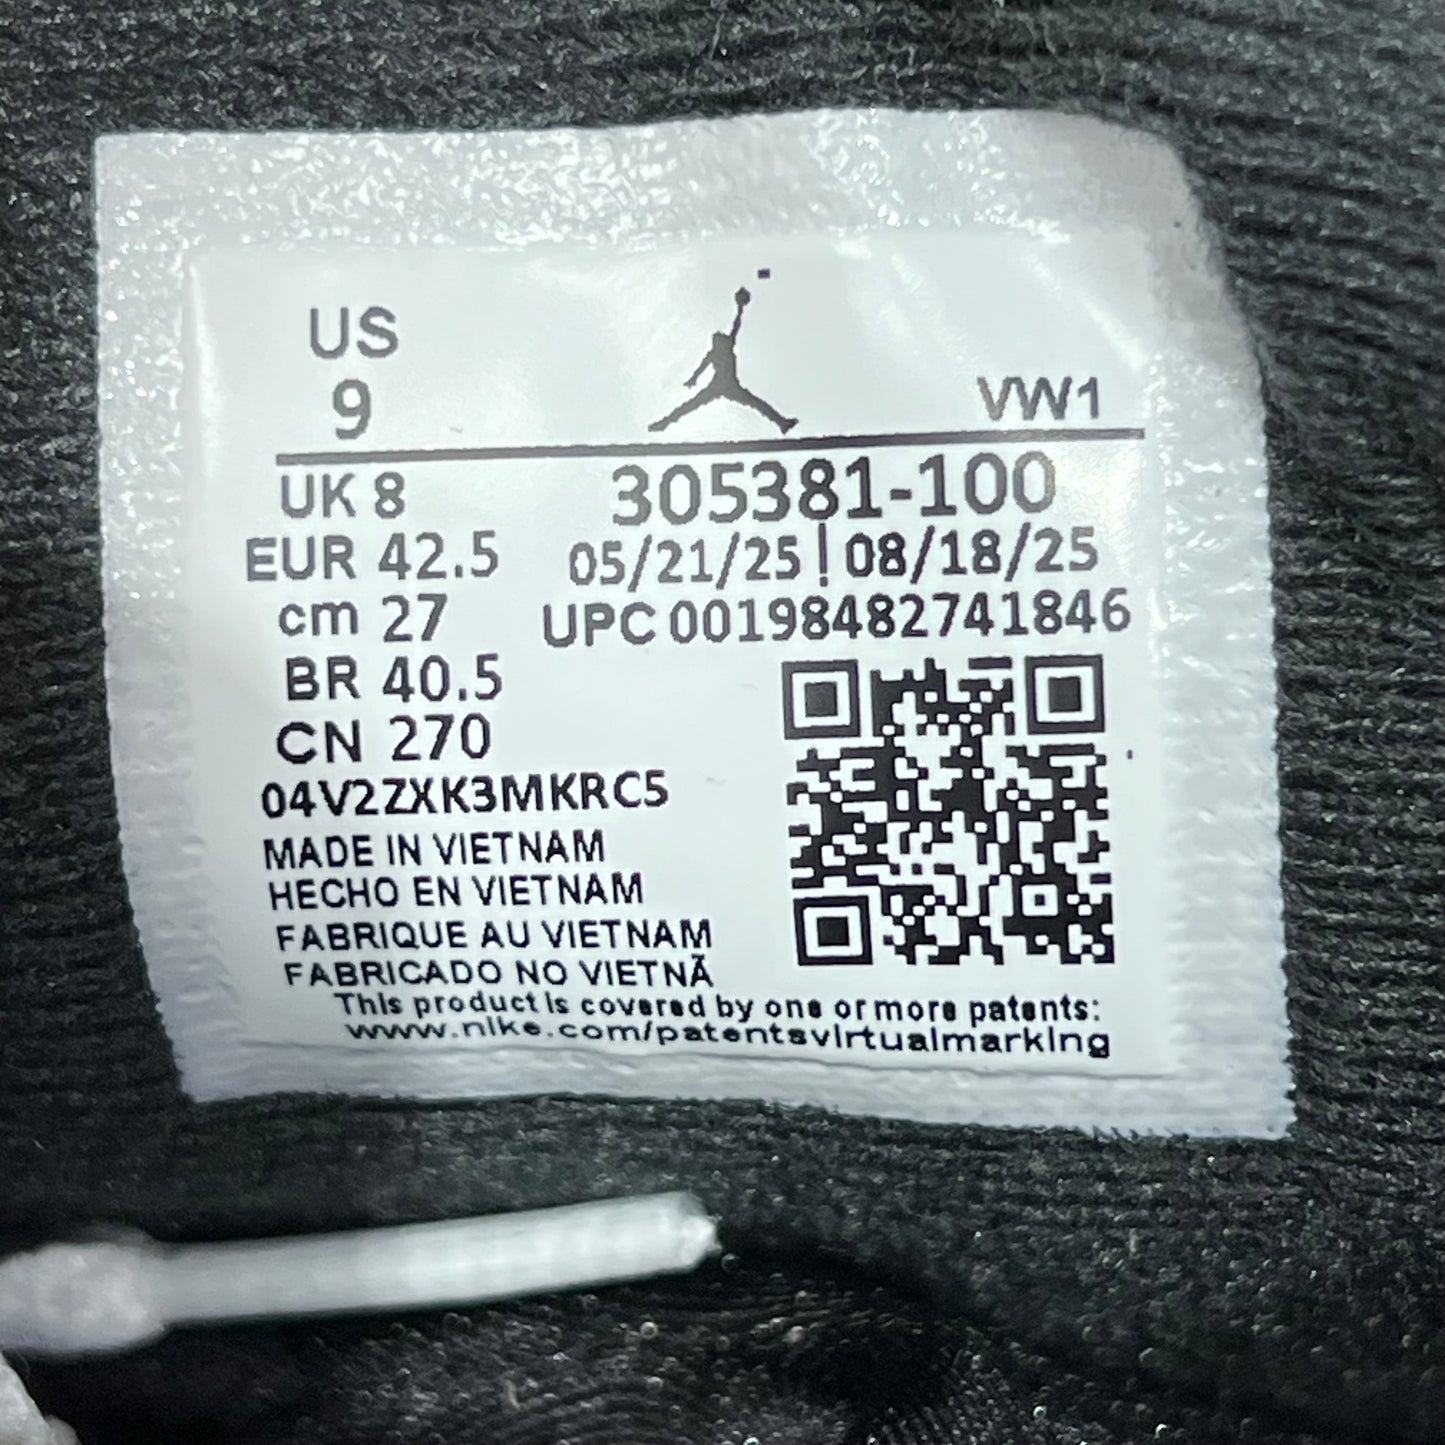 US
9
VW1
UK 8
305381-100
EUR 42.5
05/21/25 | 08/18/25
cm 27
UPC 00198482741846
BR 40.5
CN 270
04V2ZXK3MKRC5
MADE IN VIETNAM
HECHO EN VIETNAM
FABRIQUE AU VIETNAM
FABRICADO NO VIETNÃ
This product is covered by one or more patents:
www.nike.com/patentsvirtualmarking